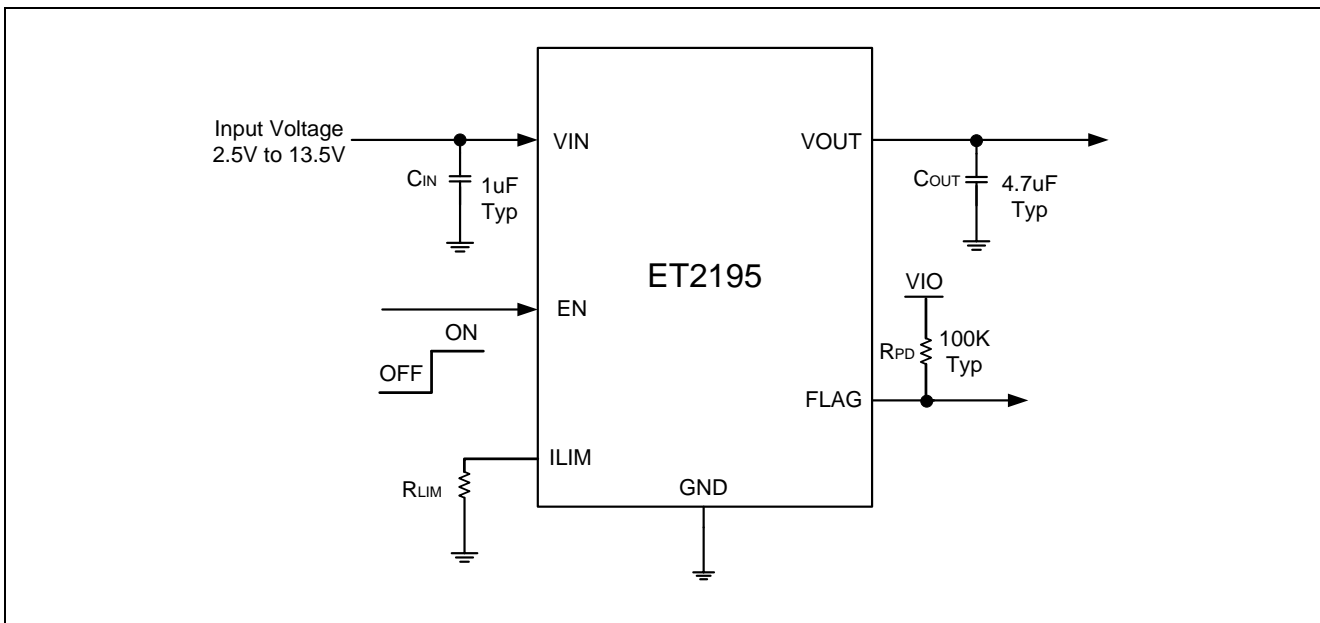 Input Voltage
2.5V to 13.5V
VIN
VOUT
CIN
1uF
Typ
COUT
4.7uF
Typ
ET2195
VIO
EN
ON
OFF
RPD
100K
Typ
FLAG
ILIM
RLIM
GND